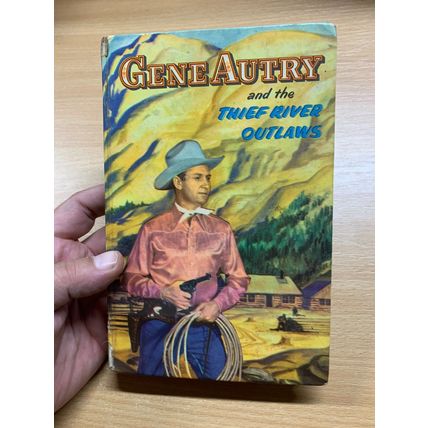 GENE AUTRY
and the
THIEF RIVER
OUTLAWS